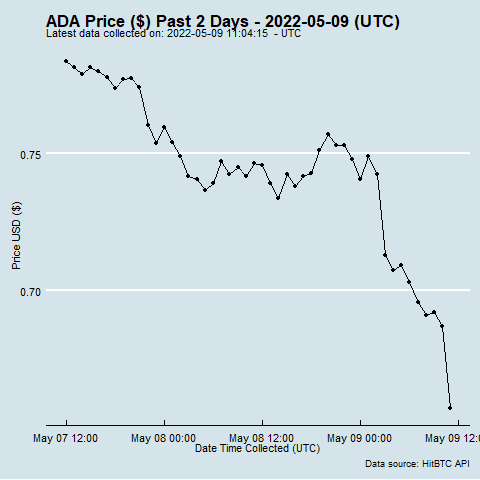 ADA Price ($) Past 2 Days - 2022-05-09 (UTC)
Latest data collected on: 2022-05-09 11:04:15 - UTC
Price USD ($)
0.75
0.70
May 07 12:00 May 08 00:00 May 08 12:00 May 09 00:00 May 09 12:
Date Time Collected (UTC)
Data source: HitBTC API